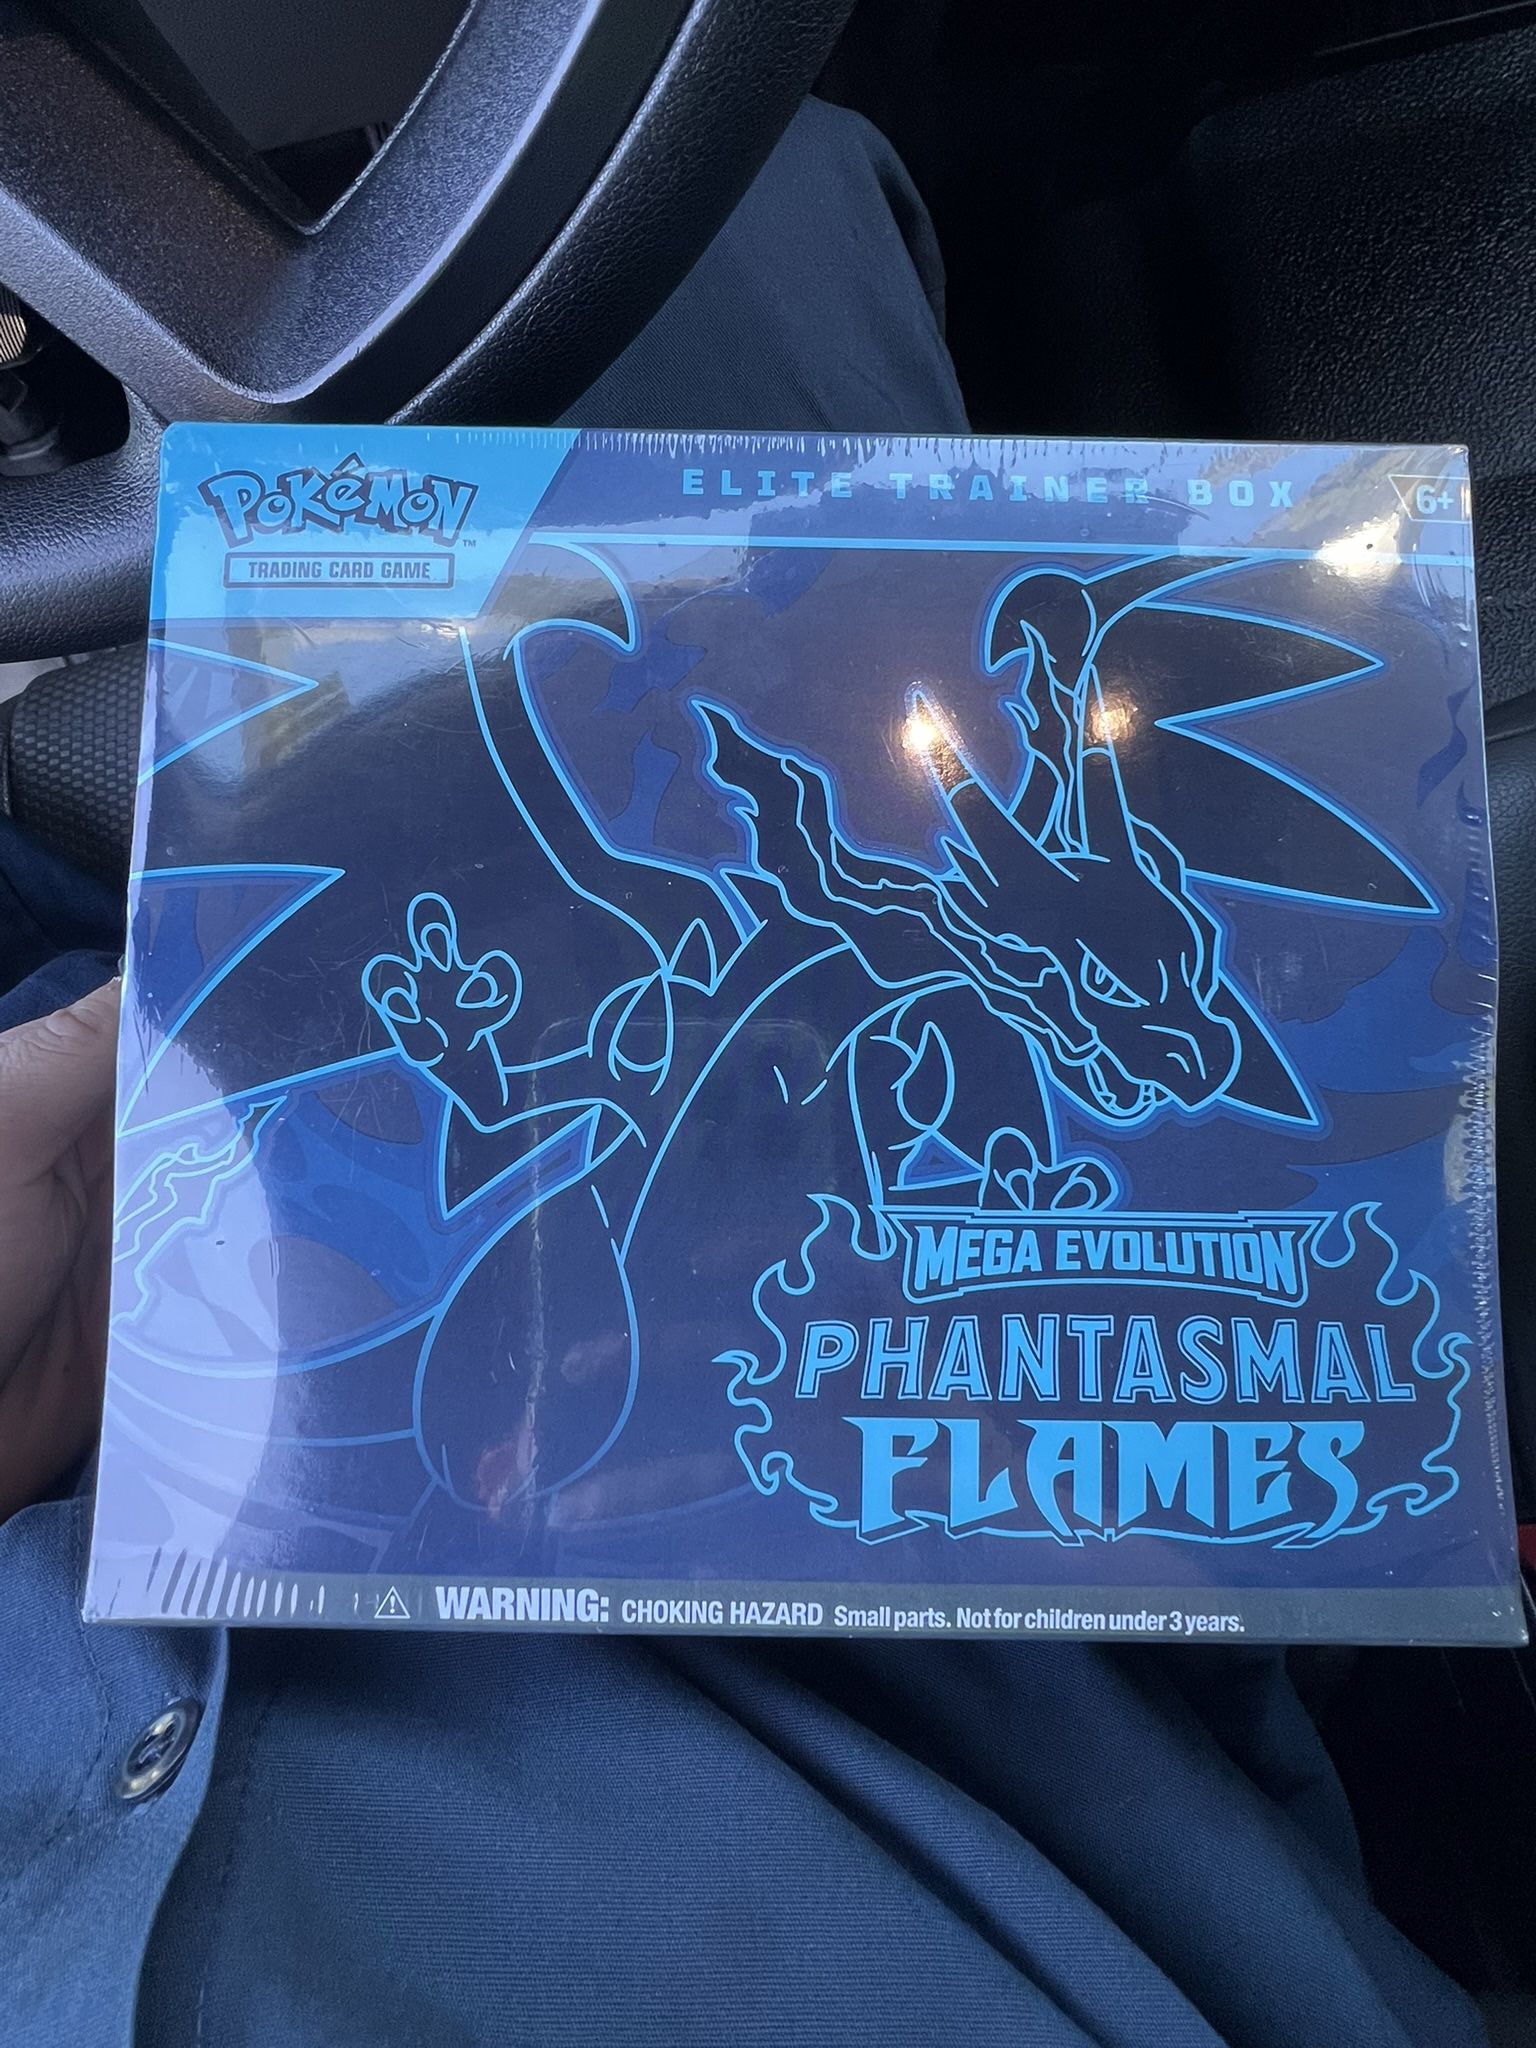 POKéMON™
TRADING CARD GAME
ELITE TRAINER BOX
6+
MEGA EVOLUTION
PHANTASMAL
FLAMES
⚠ WARNING: CHOKING HAZARD Small parts. Not for children under 3 years.